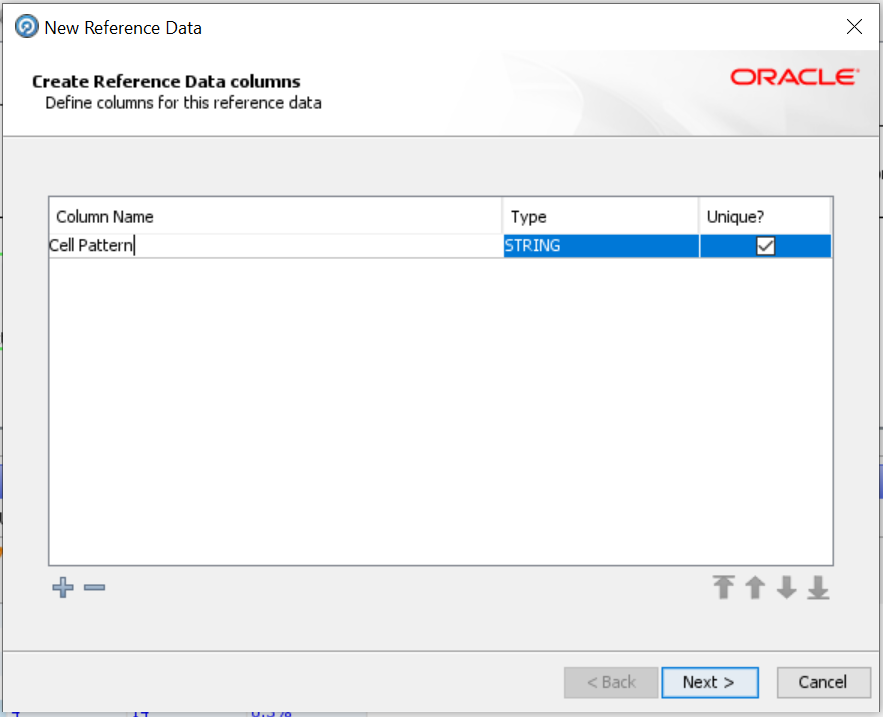 New Reference Data
Create Reference Data columns
ORACLE
Define columns for this reference data
Column Name Type Unique?
Cell Pattern STRING
< Back Next > Cancel